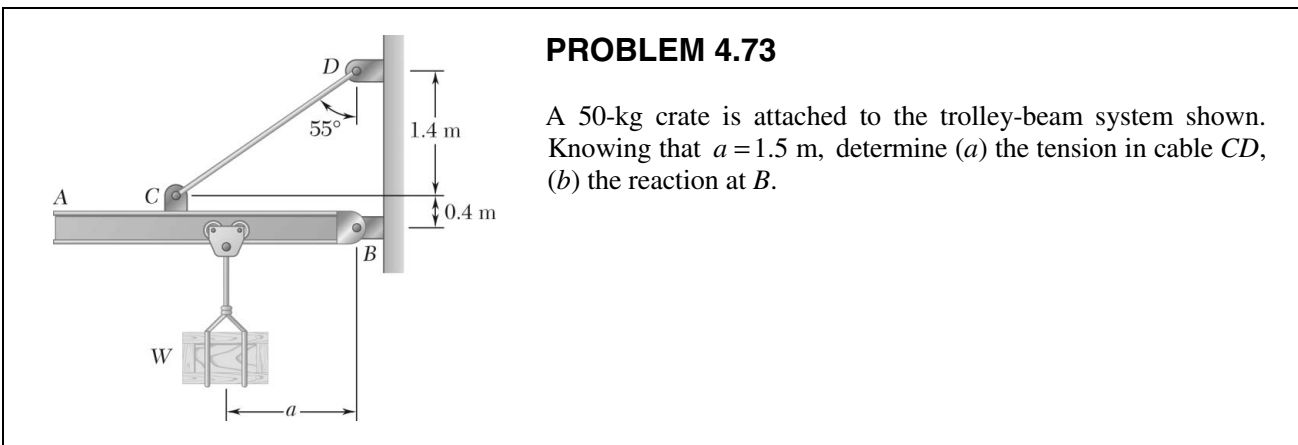 PROBLEM 4.73
A 50-kg crate is attached to the trolley-beam system shown.
Knowing that a = 1.5 m, determine (a) the tension in cable CD,
(b) the reaction at B.
D
55°
1.4 m
A
C
0.4 m
B
W
a